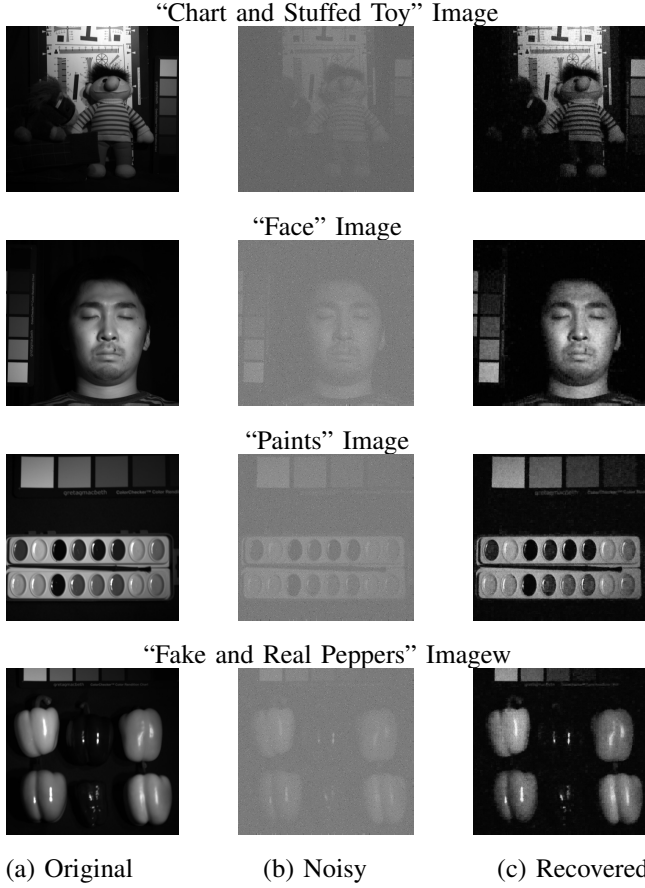 “Chart and Stuffed Toy” Image
“Face” Image
“Paints” Image
“Fake and Real Peppers” Imagew
(a) Original
(b) Noisy
(c) Recovered